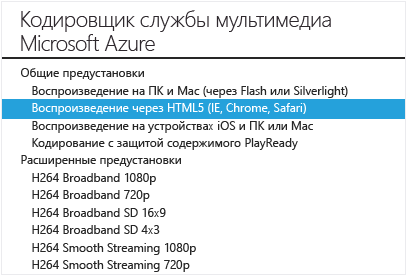 Кодировщик службы мультимедиа
Microsoft Azure
Общие предустановки
Воспроизведение на ПК и Mac (через Flash или Silverlight)
Воспроизведение через HTML5 (IE, Chrome, Safari)
Воспроизведение на устройствах iOS и ПК или Mac
Кодирование с защитой содержимого PlayReady
Расширенные предустановки
H264 Broadband 1080p
H264 Broadband 720p
H264 Broadband SD 16x9
H264 Broadband SD 4x3
H264 Smooth Streaming 1080p
H264 Smooth Streaming 720p